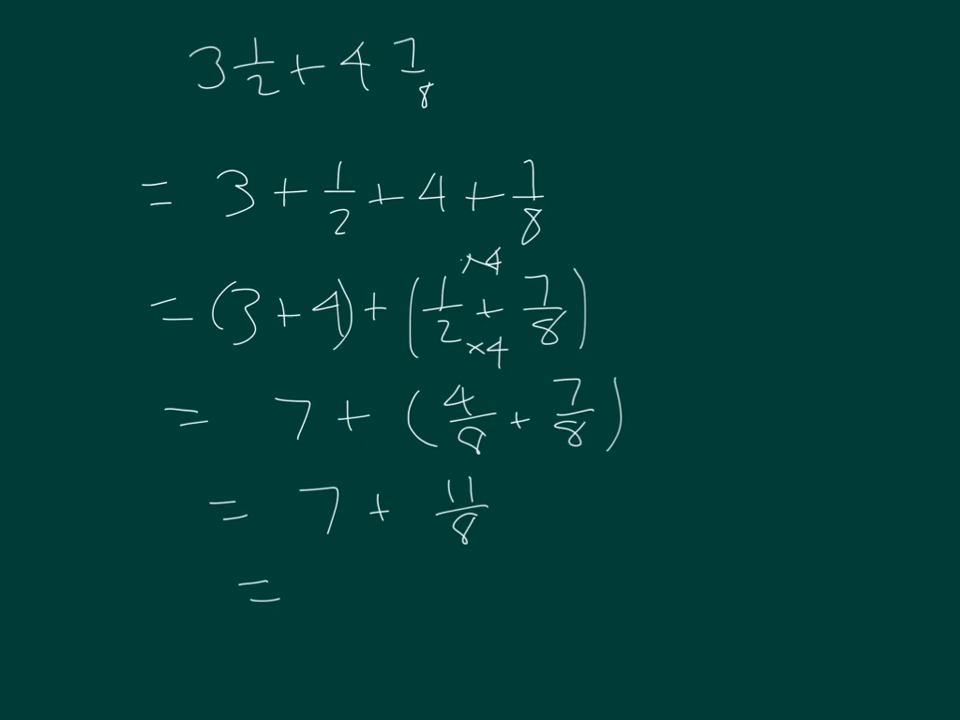 3 1/2 + 4 7/8
= 3 + 1/2 + 4 + 7/8
×4
= (3 + 4) + (1/2 + 7/8)
×4
= 7 + (4/8 + 7/8)
= 7 + 11/8
=